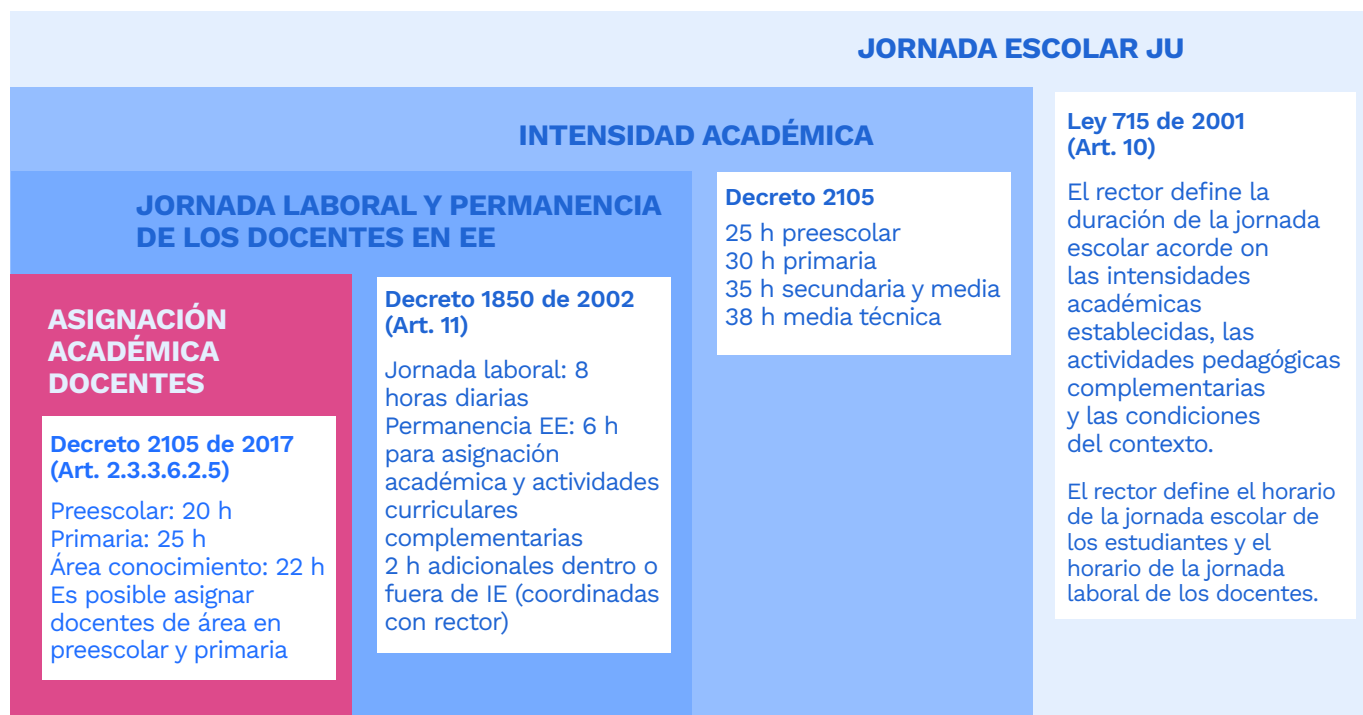 JORNADA ESCOLAR JU
INTENSIDAD ACADÉMICA
JORNADA LABORAL Y PERMANENCIA
DE LOS DOCENTES EN EE
ASIGNACIÓN
ACADÉMICA
DOCENTES
Decreto 2105 de 2017
(Art. 2.3.3.6.2.5)
Preescolar: 20 h
Primaria: 25 h
Área conocimiento: 22 h
Es posible asignar
docentes de área en
preescolar y primaria
Decreto 1850 de 2002
(Art. 11)
Jornada laboral: 8
horas diarias
Permanencia EE: 6 h
para asignación
académica y actividades
curriculares
complementarias
2 h adicionales dentro o
fuera de IE (coordinadas
con rector)
Decreto 2105
25 h preescolar
30 h primaria
35 h secundaria y media
38 h media técnica
Ley 715 de 2001
(Art. 10)
El rector define la
duración de la jornada
escolar acorde on
las intensidades
académicas
establecidas, las
actividades pedagógicas
complementarias
y las condiciones
del contexto.
El rector define el horario
de la jornada escolar de
los estudiantes y el
horario de la jornada
laboral de los docentes.